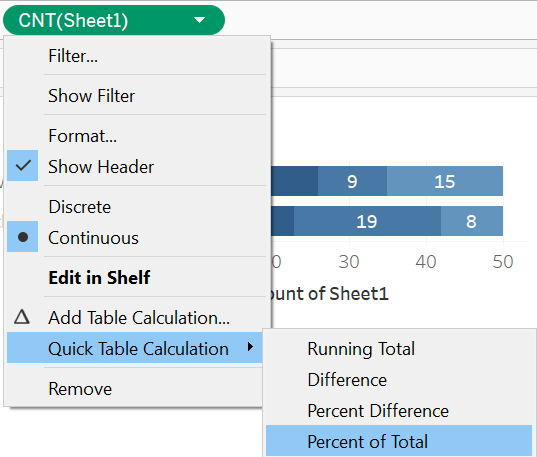 CNT(Sheet1)
Filter...
Show Filter
Format...
Show Header
Discrete
Continuous
Edit in Shelf
Add Table Calculation...
Quick Table Calculation
Remove
9 15
19 8
0 30 40 50
ount of Sheet1
Running Total
Difference
Percent Difference
Percent of Total